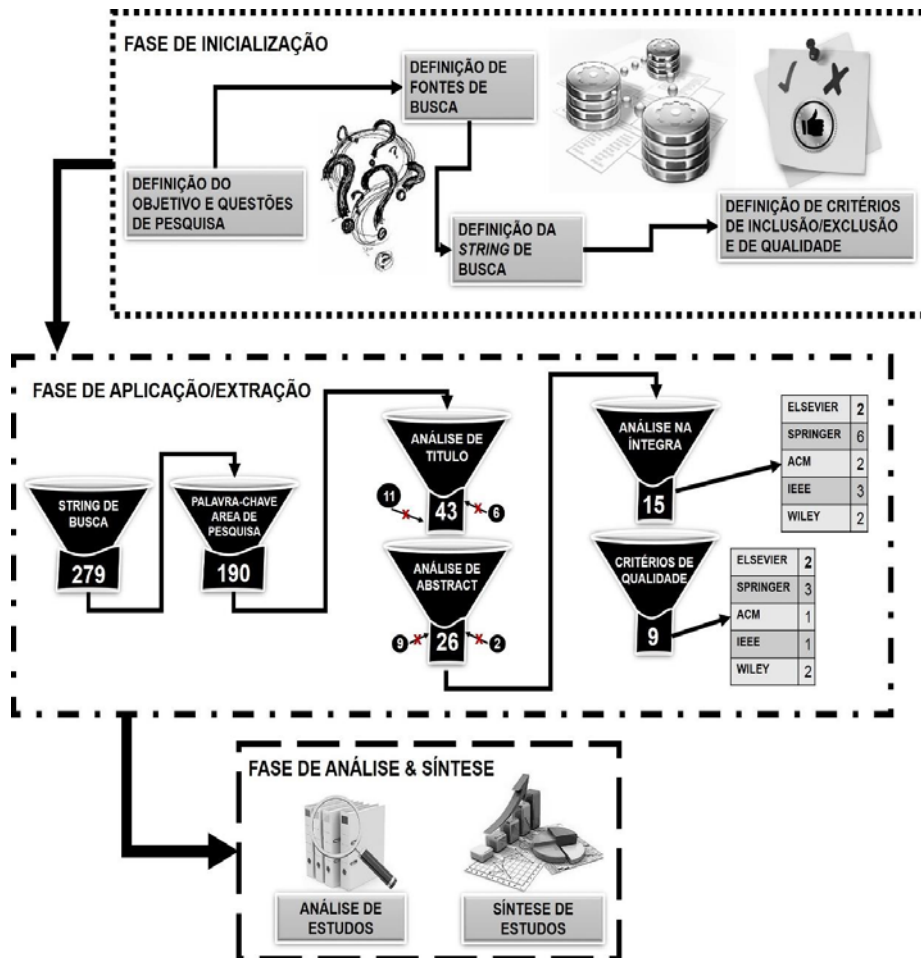 FASE DE INICIALIZAÇÃO
DEFINIÇÃO DO
OBJETIVO E QUESTÕES
DE PESQUISA
DEFINIÇÃO DE
FONTES DE
BUSCA
DEFINIÇÃO DA
STRING DE
BUSCA
DEFINIÇÃO DE CRITÉRIOS
DE INCLUSÃO/EXCLUSÃO
E DE QUALIDADE
FASE DE APLICAÇÃO/EXTRAÇÃO
STRING DE
BUSCA
279
PALAVRA-CHAVE
AREA DE
PESQUISA
190
ANÁLISE DE
TITULO
11
43
6
ANÁLISE DE
ABSTRACT
9
26
2
ANÁLISE NA
ÍNTEGRA
15
ELSEVIER 2
SPRINGER 6
ACM 2
IEEE 3
WILEY 2
CRITÉRIOS DE
QUALIDADE
9
ELSEVIER 2
SPRINGER 3
ACM 1
IEEE 1
WILEY 2
FASE DE ANÁLISE & SÍNTESE
ANÁLISE DE
ESTUDOS
SÍNTESE DE
ESTUDOS